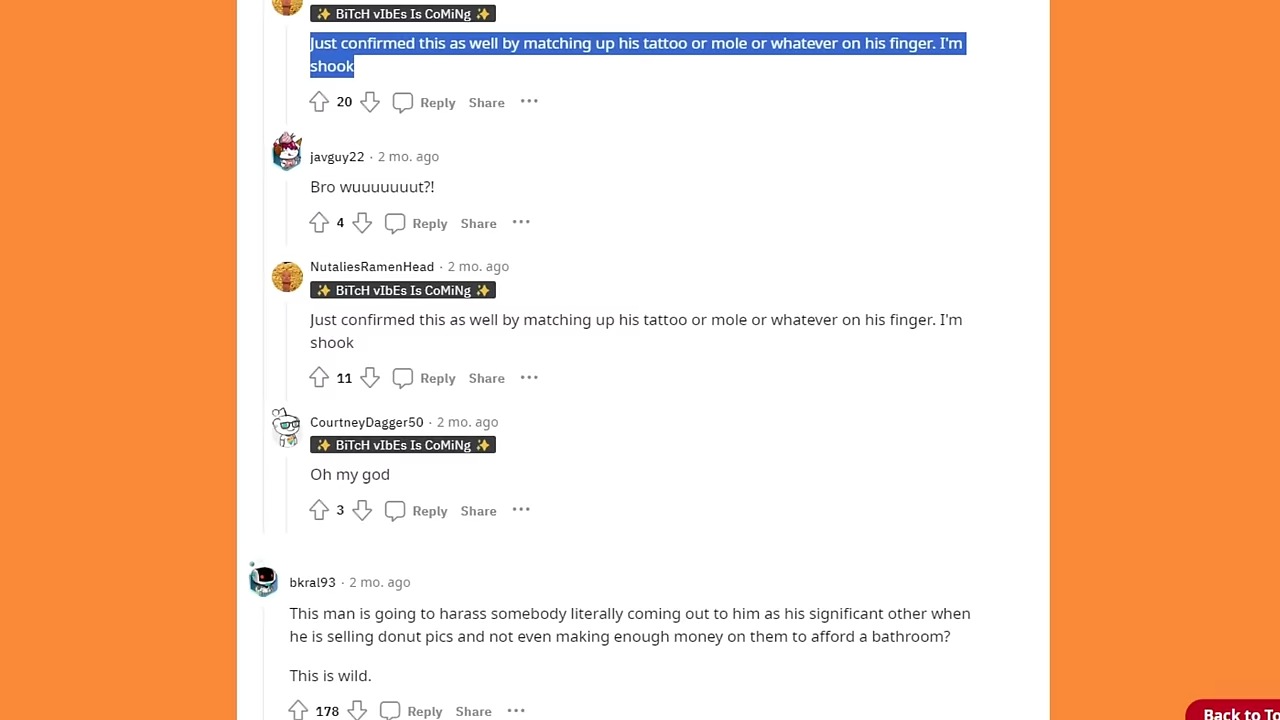 ✨ BiTcH vIbEs Is CoMiNg ✨
Just confirmed this as well by matching up his tattoo or mole or whatever on his finger. I'm
shook
20 Reply Share ···
javguy22 · 2 mo. ago
Bro wuuuuuuut?!
4 Reply Share ···
NutaliesRamenHead · 2 mo. ago
✨ BiTcH vIbEs Is CoMiNg ✨
Just confirmed this as well by matching up his tattoo or mole or whatever on his finger. I'm
shook
11 Reply Share ···
CourtneyDagger50 · 2 mo. ago
✨ BiTcH vIbEs Is CoMiNg ✨
Oh my god
3 Reply Share ···
bkral93 · 2 mo. ago
This man is going to harass somebody literally coming out to him as his significant other when
he is selling donut pics and not even making enough money on them to afford a bathroom?
This is wild.
178 Reply Share ···
Back to To